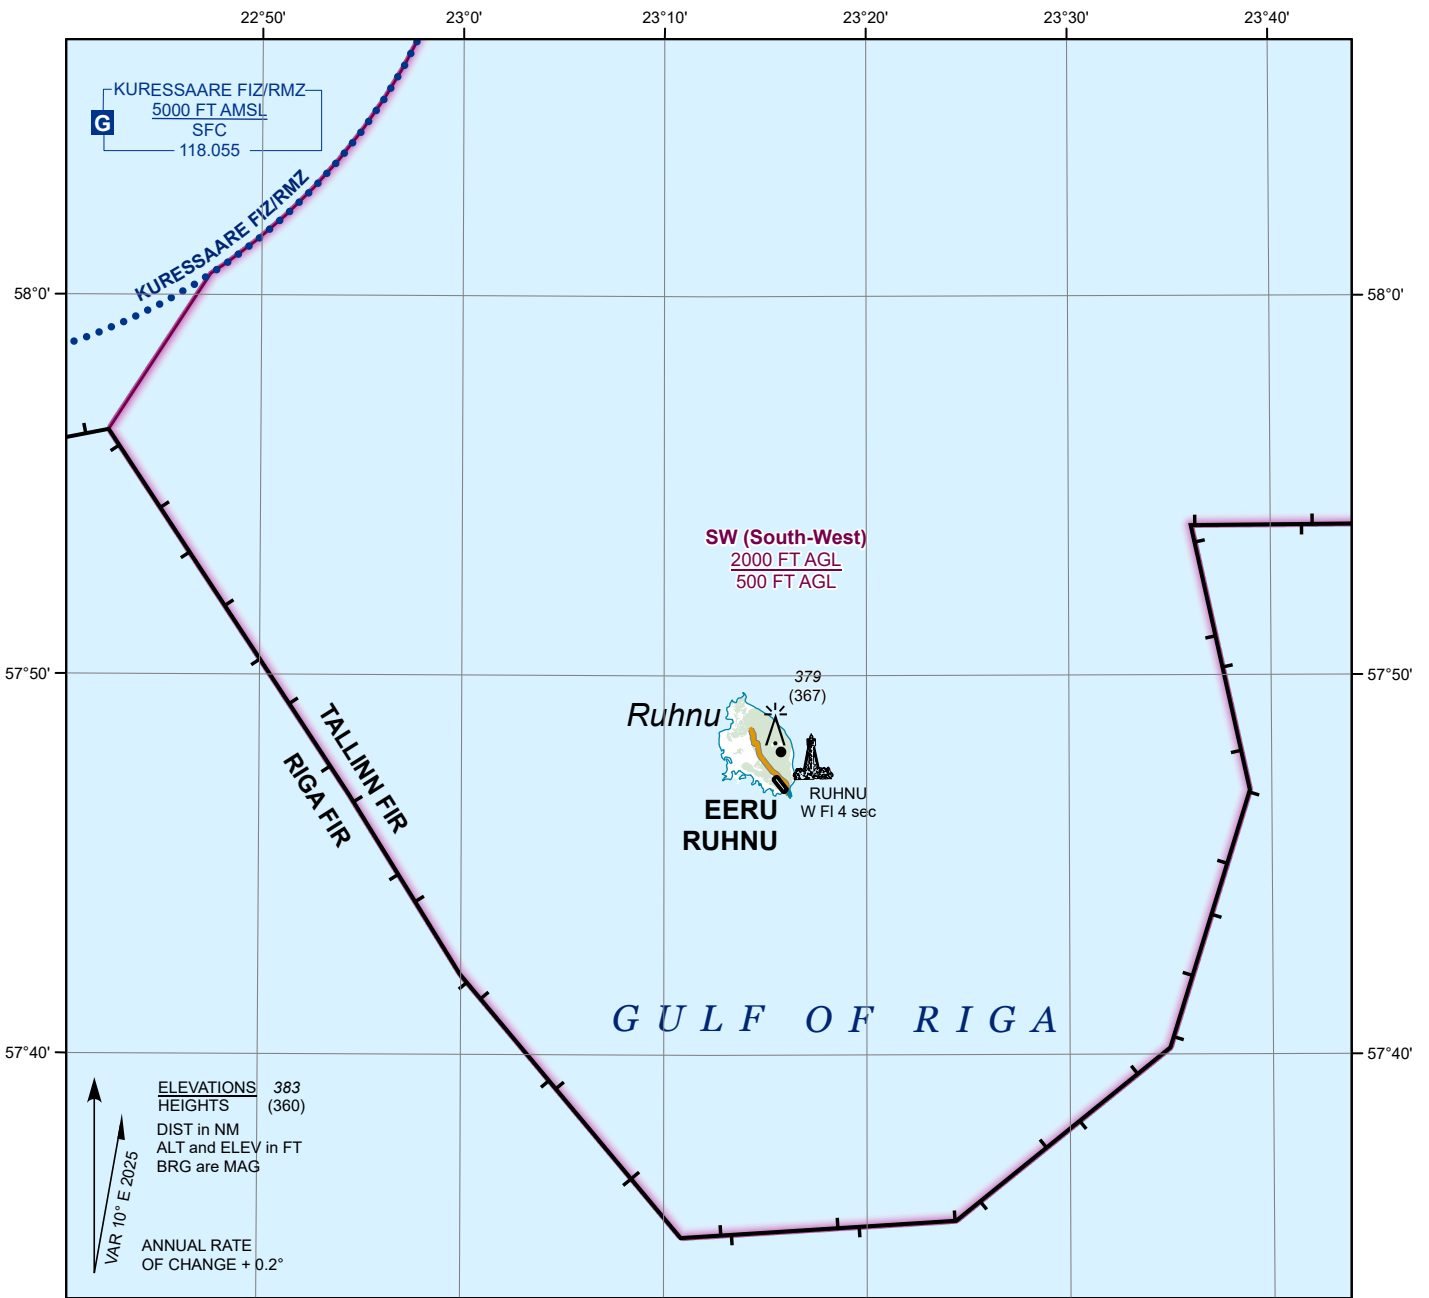 22°50'
23°0'
23°10'
23°20'
23°30'
23°40'
KURESSAARE FIZ/RMZ
5000 FT AMSL
G
SFC
118.055
KURESSAARE FIZ/RMZ
58°0'
58°0'
SW (South-West)
2000 FT AGL
500 FT AGL
57°50'
57°50'
379
(367)
Ruhnu
TALLINN FIR
RIGA FIR
RUHNU
W Fl 4 sec
EERU
RUHNU
GULF OF RIGA
57°40'
57°40'
ELEVATIONS 383
HEIGHTS (360)
DIST in NM
ALT and ELEV in FT
BRG are MAG
VAR 10° E 2025
ANNUAL RATE
OF CHANGE + 0.2°